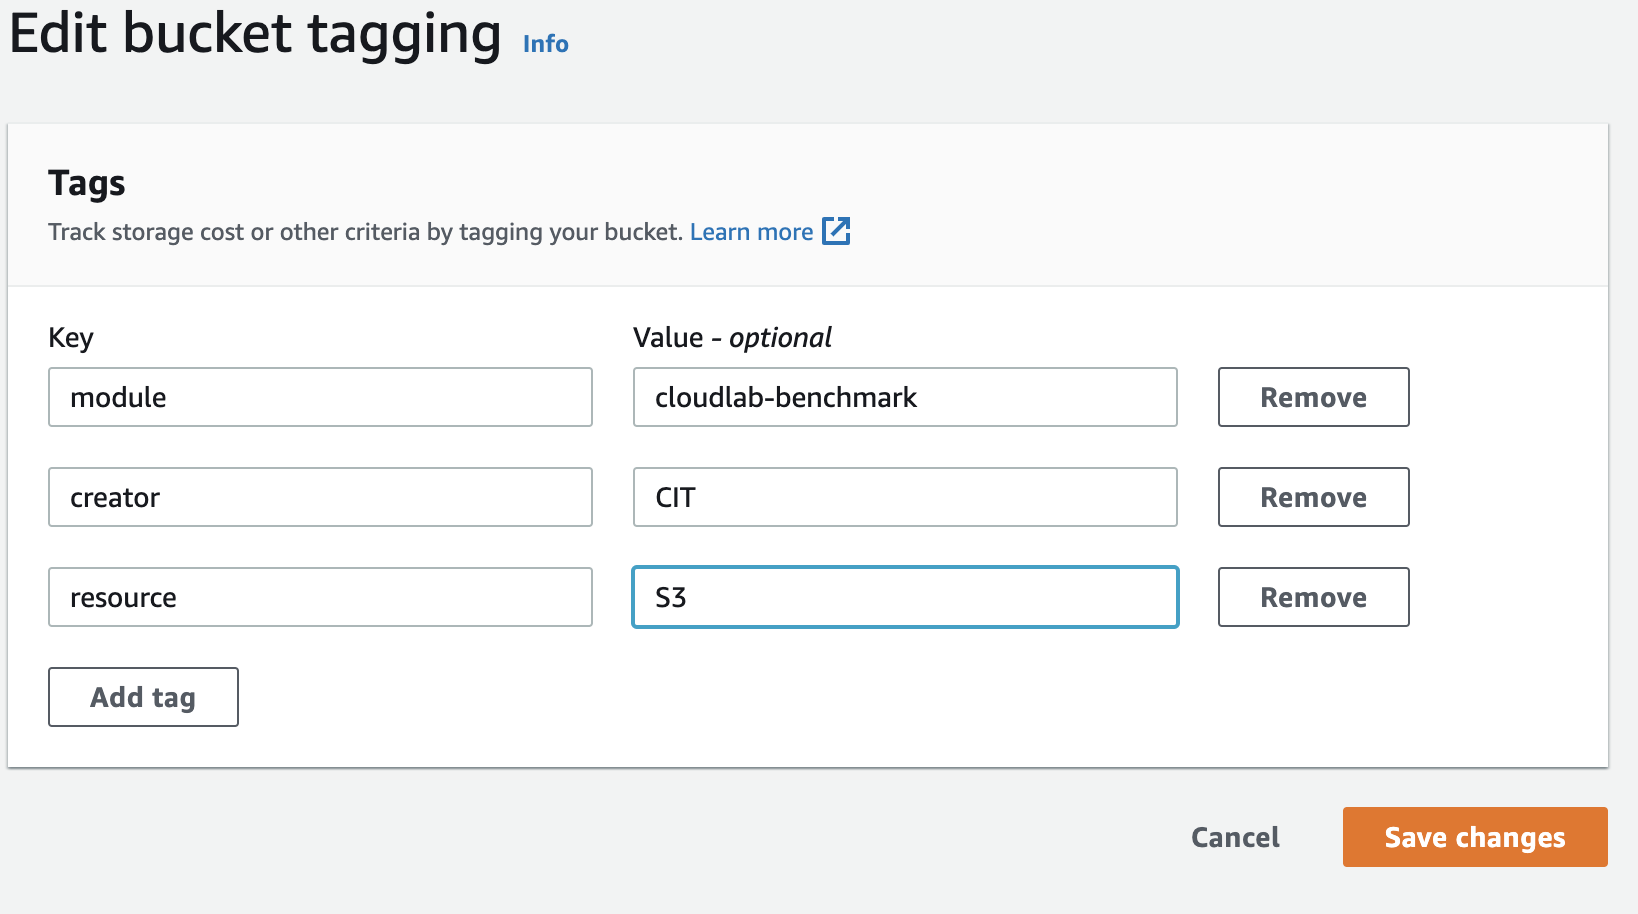 Edit bucket tagging Info
Tags
Track storage cost or other criteria by tagging your bucket. Learn more
Key Value - optional
module cloudlab-benchmark Remove
creator CIT Remove
resource S3 Remove
Add tag
Cancel Save changes